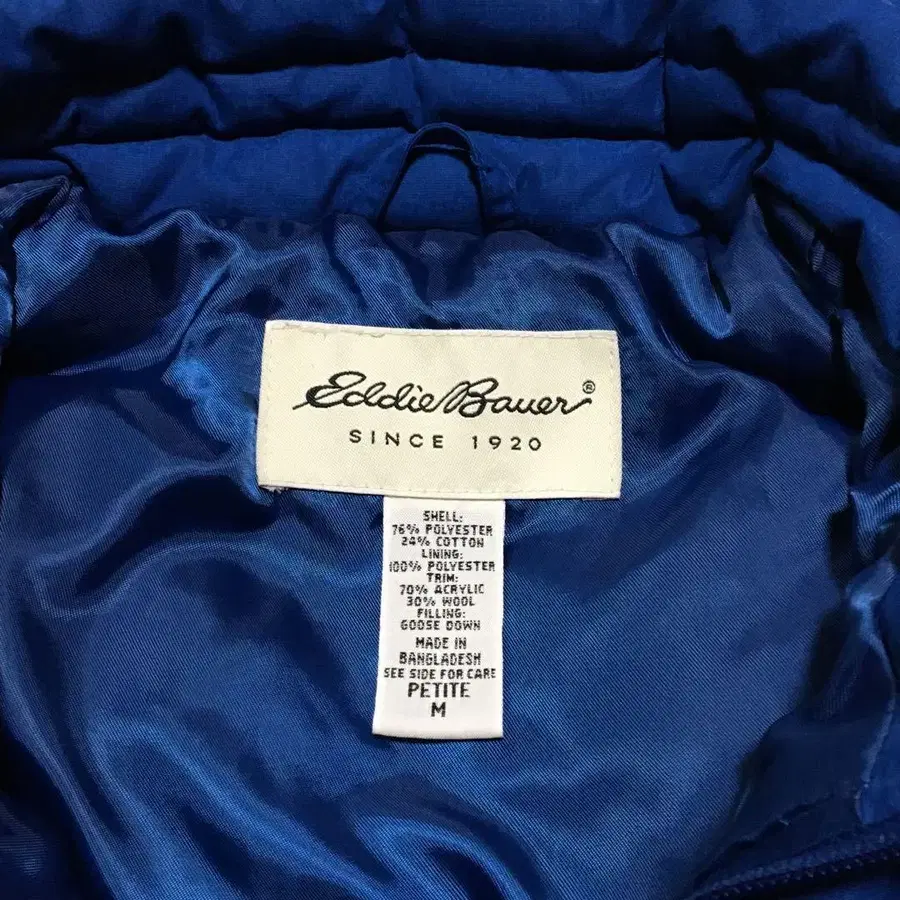 Eddie Bauer®
SINCE 1920
SHELL:
76% POLYESTER
24% COTTON
LINING:
100% POLYESTER
TRIM:
70% ACRYLIC
30% WOOL
FILLING:
GOOSE DOWN
MADE IN
BANGLADESH
SEE SIDE FOR CARE
PETITE
M